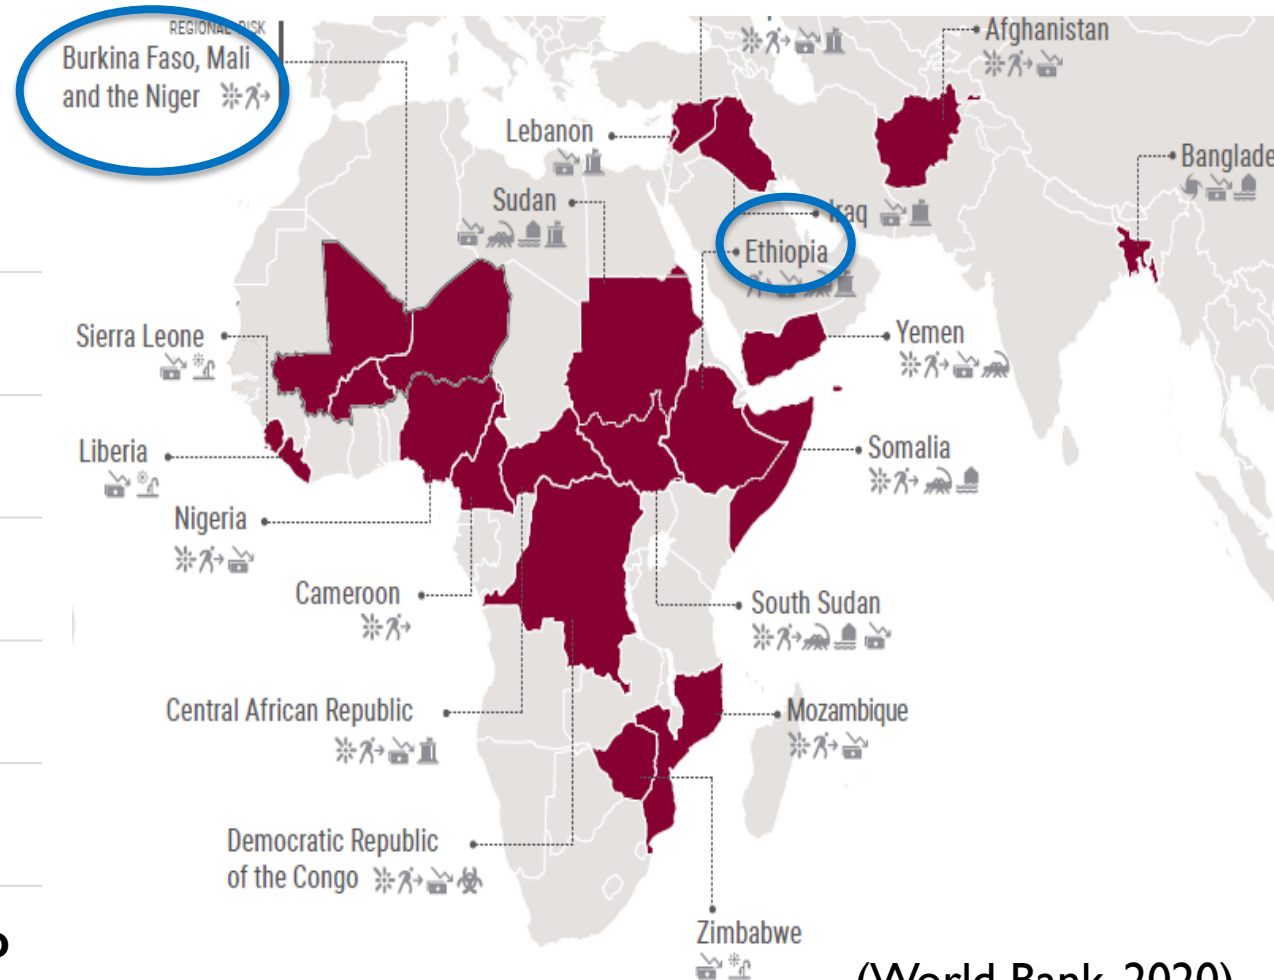 REGIONAL RISK
Burkina Faso, Mali
and the Niger
Afghanistan
Lebanon
Banglade
Sudan
Iraq
Ethiopia
Sierra Leone
Yemen
Liberia
Somalia
Nigeria
Cameroon
South Sudan
Central African Republic
Mozambique
Democratic Republic
of the Congo
Zimbabwe
(World Bank, 2020)